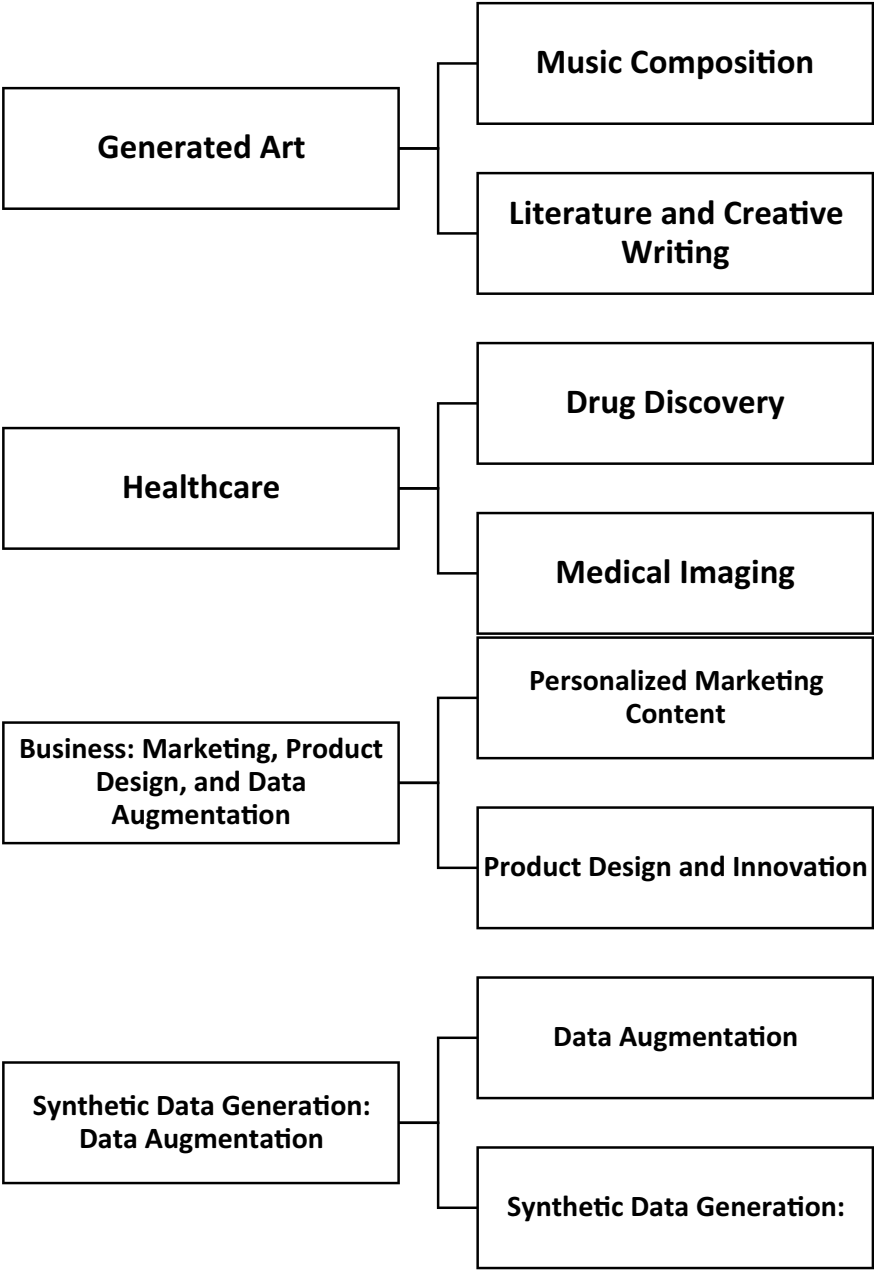 Generated Art
Music Composition
Literature and Creative
Writing
Healthcare
Drug Discovery
Medical Imaging
Business: Marketing, Product
Design, and Data
Augmentation
Personalized Marketing
Content
Product Design and Innovation
Synthetic Data Generation:
Data Augmentation
Data Augmentation
Synthetic Data Generation: